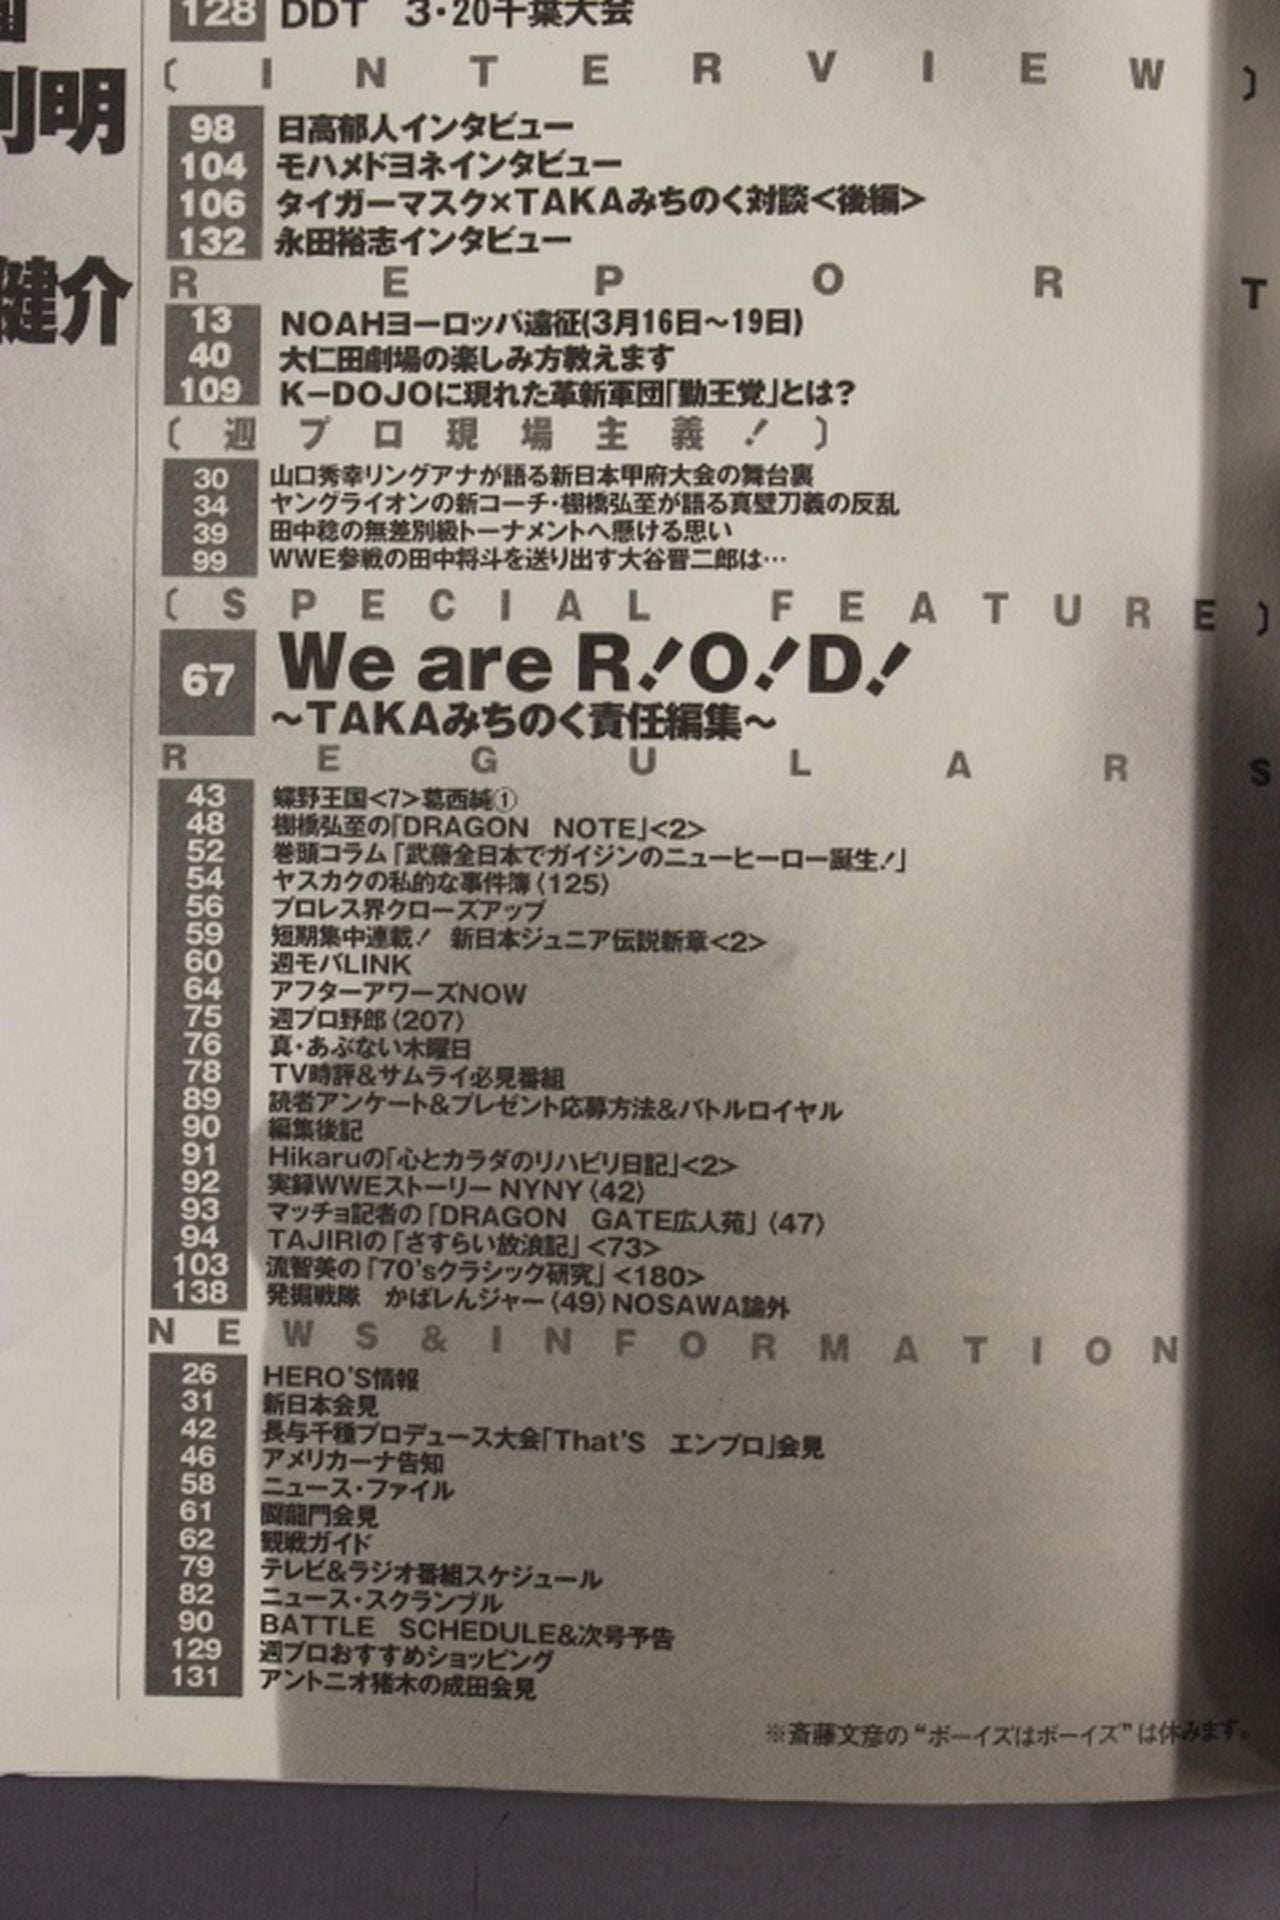 128 DDT　3・20千葉大会
〔INTERVIEW〕
98 日高郁人インタビュー
104 モハメドヨネインタビュー
106 タイガーマスク×TAKAみちのく対談<後編>
132 永田裕志インタビュー
REPORT
13 NOAHヨーロッパ遠征(3月16日～19日)
40 大仁田劇場の楽しみ方教えます
109 K-DOJOに現れた革新軍団「勤王党」とは?
〔週プロ現場主義!〕
30 山口秀幸リングアナが語る新日本甲府大会の舞台裏
34 ヤングライオンの新コーチ・棚橋弘至が語る真壁刀義の反乱
39 田中稔の無差別級トーナメントへ懸ける思い
99 WWE参戦の田中将斗を送り出す大谷晋二郎は…
〔SPECIAL FEATURE〕
67 We are R!O!D!
～TAKAみちのく責任編集～
REGULARS
43 蝶野王国<7>葛西純①
48 棚橋弘至の「DRAGON　NOTE」<2>
52 巻頭コラム「武藤全日本でガイジンのニューヒーロー誕生!」
54 ヤスカクの私的な事件簿〈125〉
56 プロレス界クローズアップ
59 短期集中連載!　新日本ジュニア伝説新章<2>
60 週モバLINK
64 アフターアワーズNOW
75 週プロ野郎〈207〉
76 真・あぶない木曜日
78 TV時評&サムライ必見番組
89 読者アンケート&プレゼント応募方法&バトルロイヤル
90 編集後記
91 Hikaruの「心とカラダのリハビリ日記」<2>
92 実録WWEストーリー NYNY〈42〉
93 マッチョ記者の「DRAGON　GATE広人苑」〈47〉
94 TAJIRIの「さすらい放浪記」<73>
103 流智美の「70'sクラシック研究」<180>
138 発掘戦隊　かばレんジャー〈49〉NOSAWA論外
NEWS&INFORMATION
26 HERO'S情報
31 新日本会見
42 長与千種プロデュース大会「That'S　エンプロ」会見
46 アメリカーナ告知
58 ニュース・ファイル
61 闘龍門会見
62 観戦ガイド
79 テレビ&ラジオ番組スケジュール
82 ニュース・スクランブル
90 BATTLE　SCHEDULE&次号予告
129 週プロおすすめショッピング
131 アントニオ猪木の成田会見
※斎藤文彦の“ボーイズはボーイズ”は休みます。
明
健介